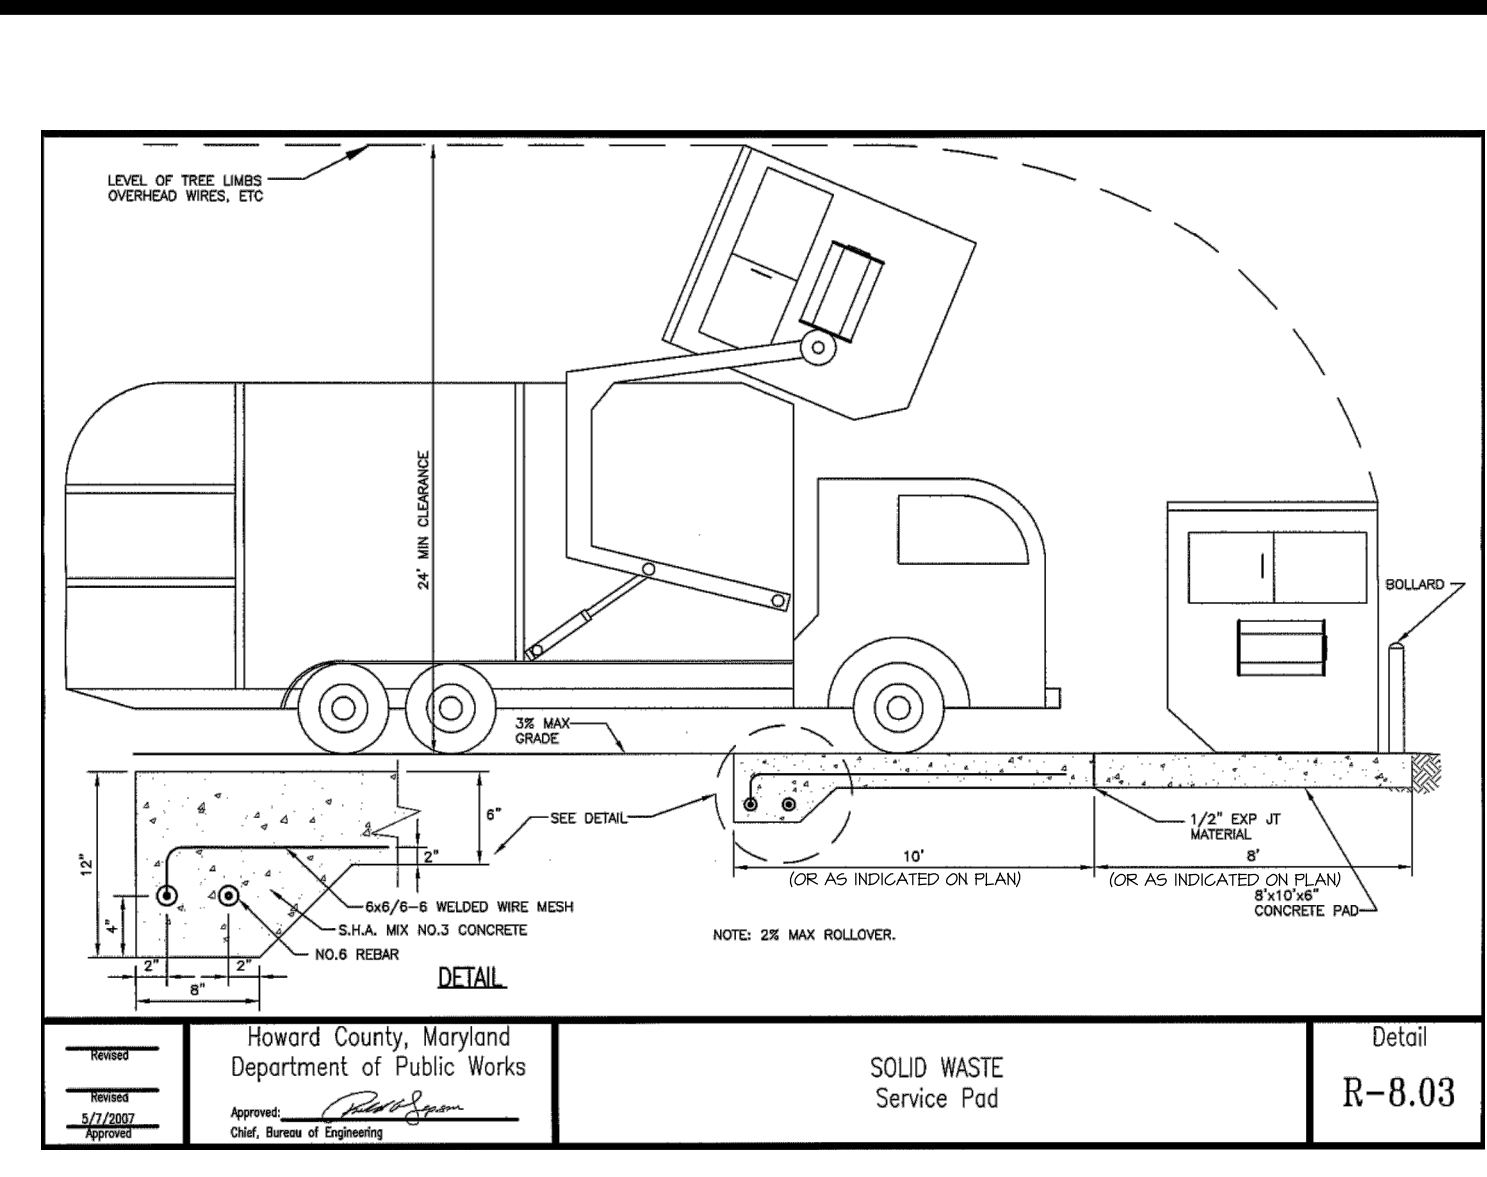 LEVEL OF TREE LIMBS
OVERHEAD WIRES, ETC
24' MIN CLEARANCE
BOLLARD
3% MAX
GRADE
SEE DETAIL
6"
2"
12"
4"
2"
2"
8"
6x6/6-6 WELDED WIRE MESH
S.H.A. MIX NO.3 CONCRETE
NO.6 REBAR
DETAIL
1/2" EXP JT
MATERIAL
10'
(OR AS INDICATED ON PLAN)
8'
(OR AS INDICATED ON PLAN)
8'x10'x6"
CONCRETE PAD
NOTE: 2% MAX ROLLOVER.
Revised
Revised
5/7/2007
Approved
Howard County, Maryland
Department of Public Works
Approved:
Chief, Bureau of Engineering
SOLID WASTE
Service Pad
Detail
R-8.03